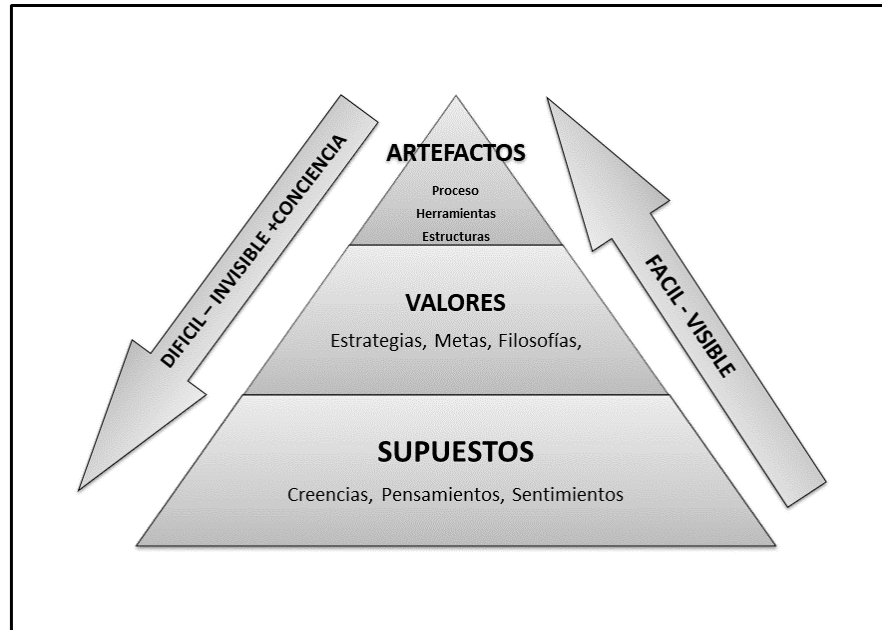 ARTEFACTOS
Proceso
Herramientas
Estructuras
DIFICIL – INVISIBLE +CONCIENCIA
FACIL - VISIBLE
VALORES
Estrategias, Metas, Filosofías,
SUPUESTOS
Creencias, Pensamientos, Sentimientos